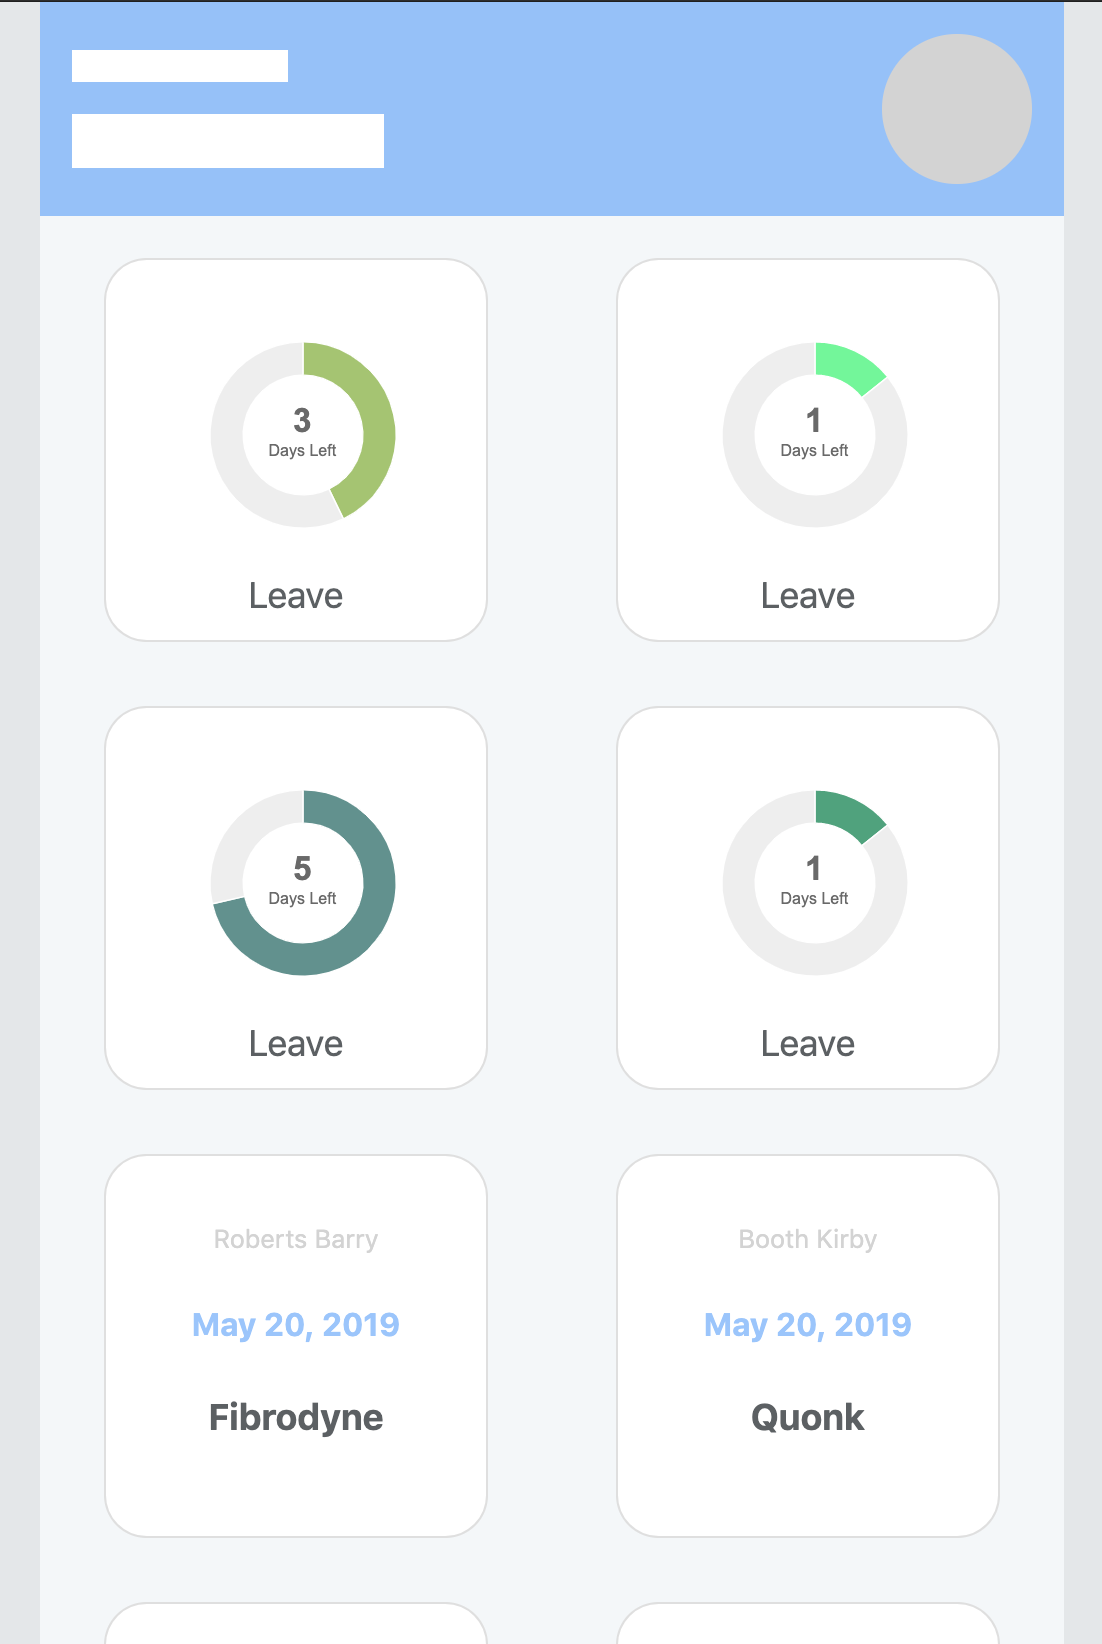 3
Days Left
Leave
1
Days Left
Leave
5
Days Left
Leave
1
Days Left
Leave
Roberts Barry
May 20, 2019
Fibrodyne
Booth Kirby
May 20, 2019
Quonk